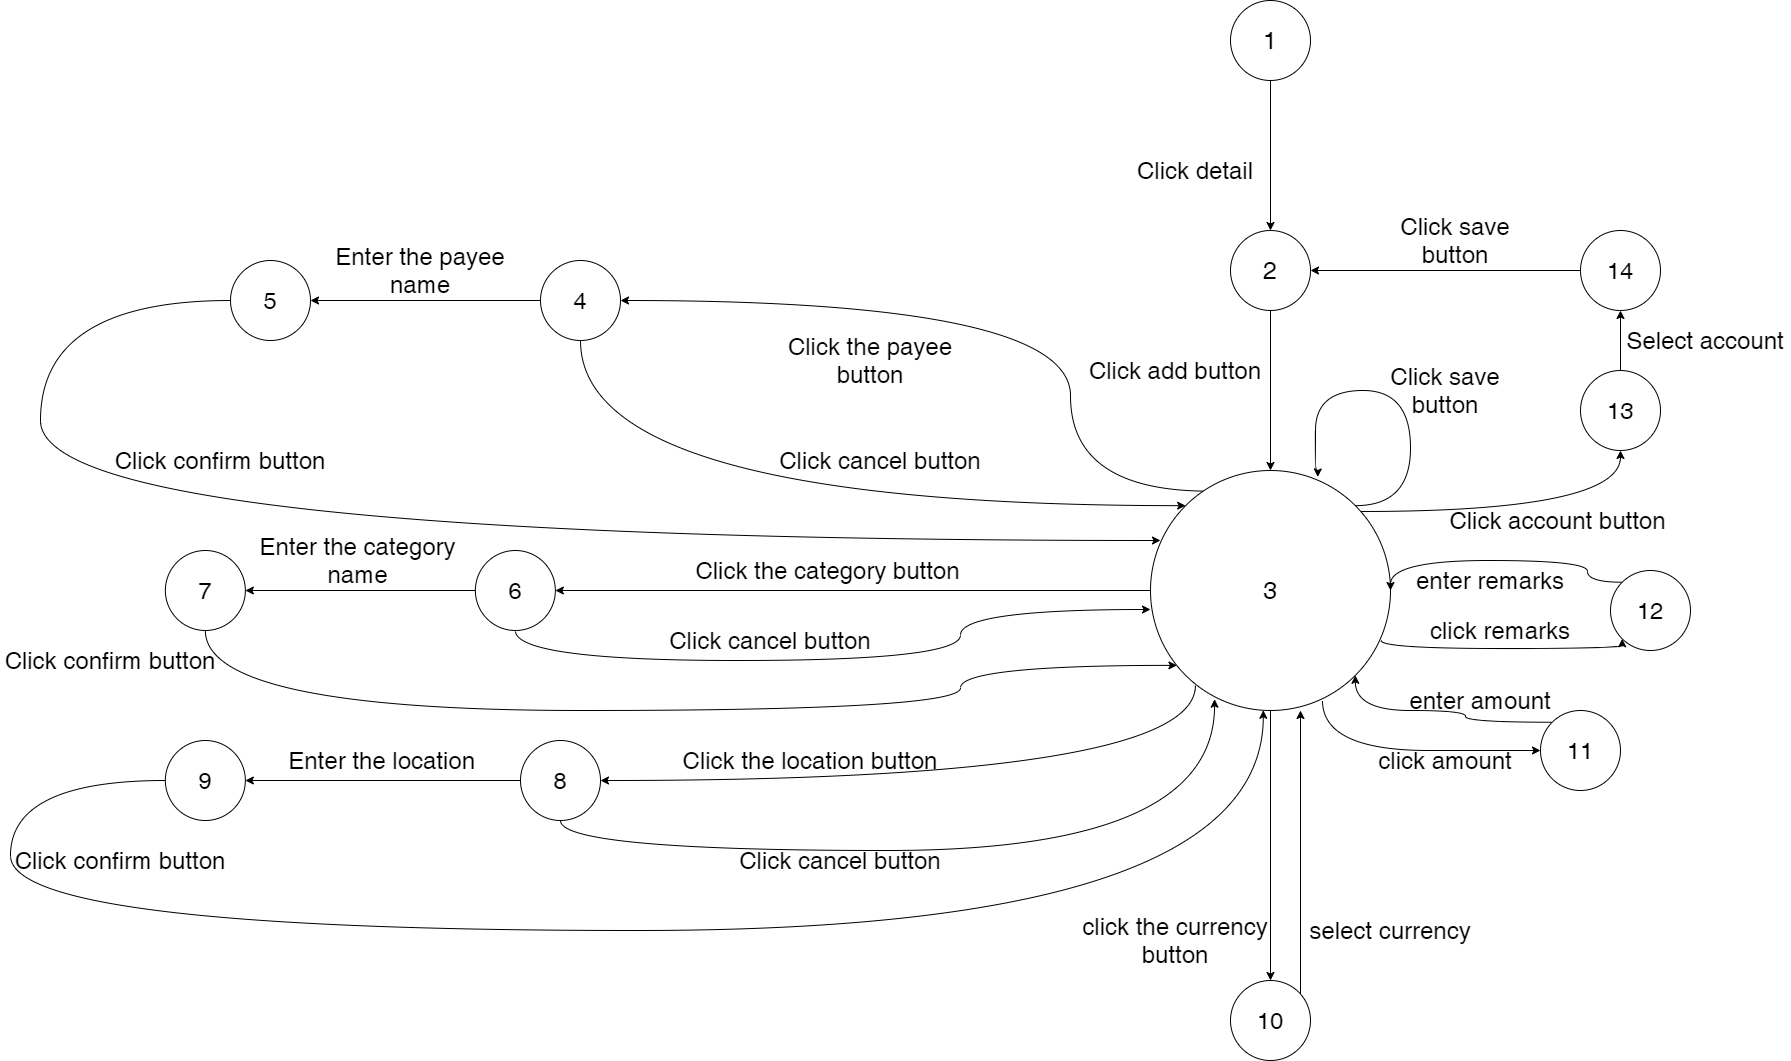 1
Click detail
Click save
button
2
14
Enter the payee
name
5
4
Click the payee
button
Click add button
Select account
Click save
button
13
Click confirm button
Click cancel button
Click account button
Enter the category
name
7
6
Click the category button
3
enter remarks
12
click remarks
Click cancel button
Click confirm button
enter amount
9
Enter the location
8
Click the location button
click amount
11
Click confirm button
Click cancel button
click the currency
button
select currency
10